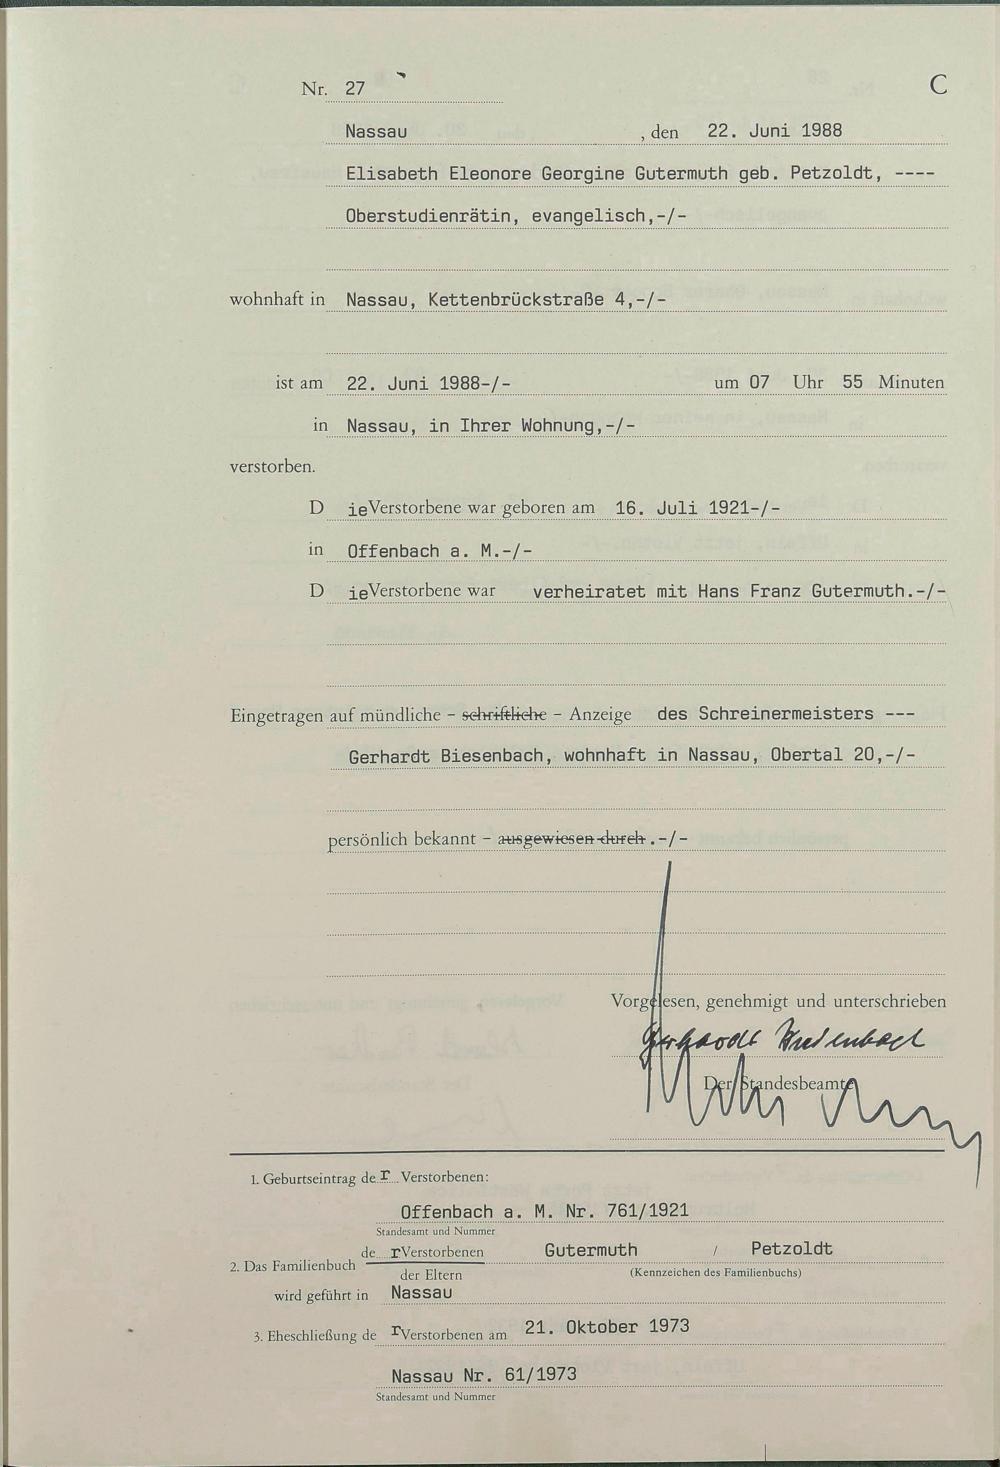 Nr. 27 C
Nassau , den 22. Juni 1988
Elisabeth Eleonore Georgine Gutermuth geb. Petzoldt, ----
Oberstudienrätin, evangelisch,-/-
wohnhaft in Nassau, Kettenbrückstraße 4,-/-
ist am 22. Juni 1988-/- um 07 Uhr 55 Minuten
in Nassau, in Ihrer Wohnung,-/-
verstorben.
D ie Verstorbene war geboren am 16. Juli 1921-/-
in Offenbach a. M.-/-
D ie Verstorbene war verheiratet mit Hans Franz Gutermuth.-/-
Eingetragen auf mündliche – schriftliche – Anzeige des Schreinermeisters ---
Gerhardt Biesenbach, wohnhaft in Nassau, Obertal 20,-/-
persönlich bekannt – ausgewiesen durch .-/-
Vorgelesen, genehmigt und unterschrieben
Gerhardt Biesenbach
Der Standesbeamte
1. Geburtseintrag de r Verstorbenen:
Offenbach a. M. Nr. 761/1921
Standesamt und Nummer
de r Verstorbenen Gutermuth / Petzoldt
2. Das Familienbuch
der Eltern (Kennzeichen des Familienbuchs)
wird geführt in Nassau
3. Eheschließung de r Verstorbenen am 21. Oktober 1973
Nassau Nr. 61/1973
Standesamt und Nummer